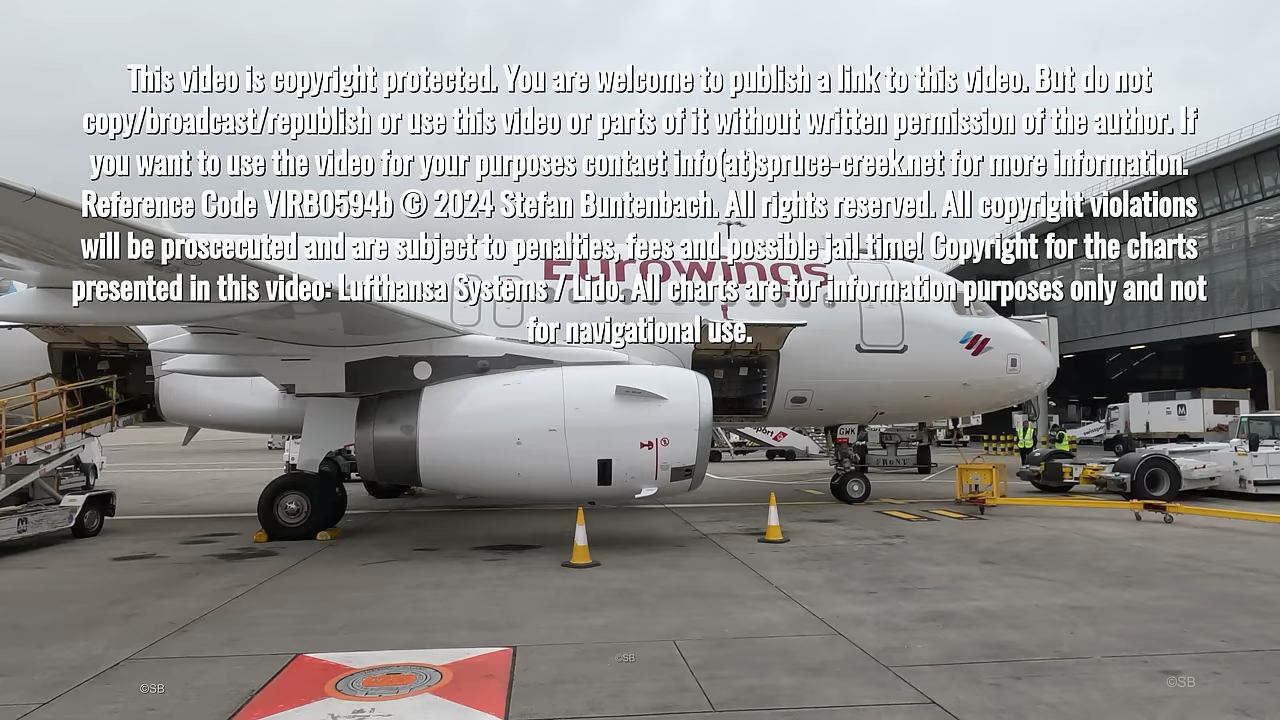 This video is copyright protected. You are welcome to publish a link to this video. But do not
copy/broadcast/republish or use this video or parts of it without written permission of the author. If
you want to use the video for your purposes contact info(at)spruce-creek.net for more information.
Reference Code VIRB0594b © 2024 Stefan Buntenbach. All rights reserved. All copyright violations
will be proscecuted and are subject to penalties, fees and possible jail time! Copyright for the charts
presented in this video: Lufthansa Systems / Lido. All charts are for information purposes only and not
for navigational use.
Eurowings
GWK
FRONT
M
M
©SB
©SB
©SB